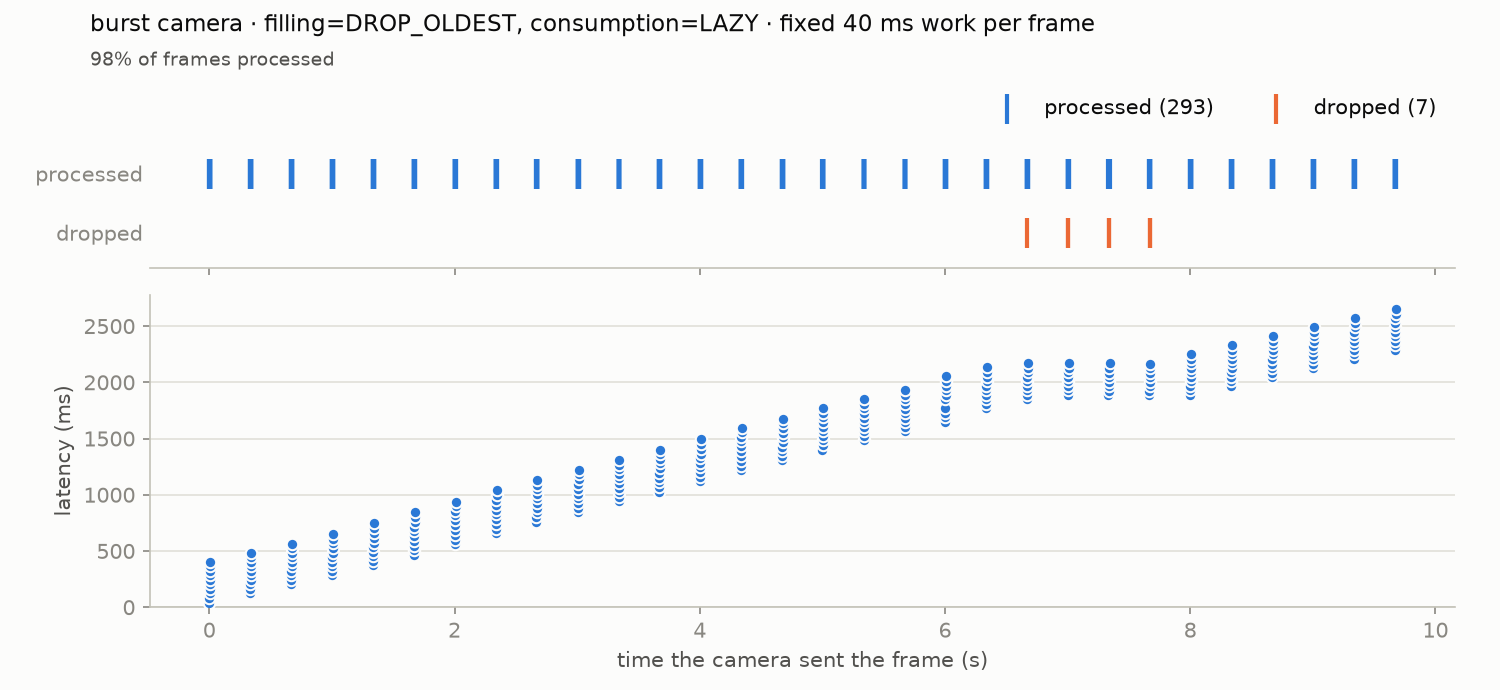 burst camera · filling=DROP_OLDEST, consumption=LAZY · fixed 40 ms work per frame
98% of frames processed
processed (293) dropped (7)
processed
dropped
2500
2000
1500
1000
500
0
latency (ms)
0 2 4 6 8 10
time the camera sent the frame (s)